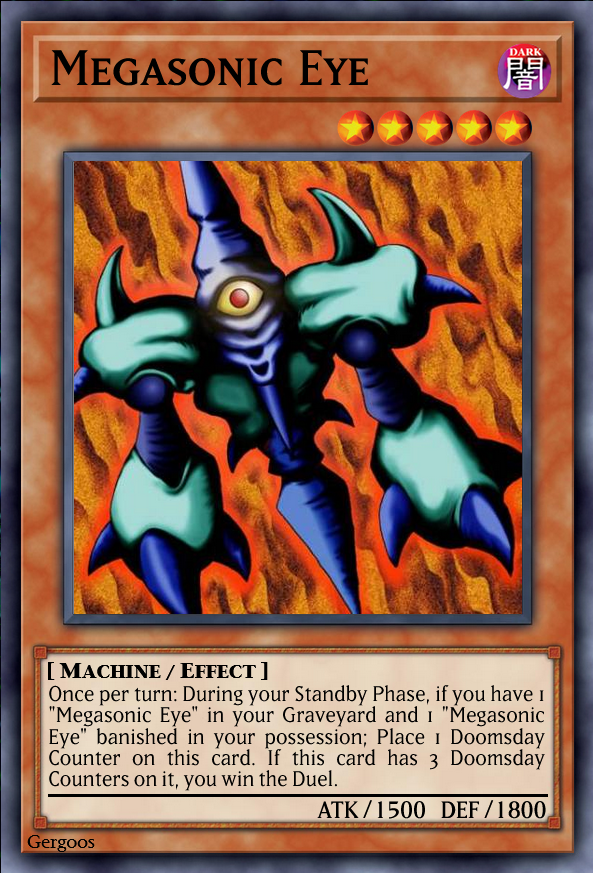 Megasonic Eye
DARK
闇
[ Machine / Effect ]
Once per turn: During your Standby Phase, if you have 1
"Megasonic Eye" in your Graveyard and 1 "Megasonic
Eye" banished in your possession; Place 1 Doomsday
Counter on this card. If this card has 3 Doomsday
Counters on it, you win the Duel.
ATK/1500 DEF/1800
Gergoos